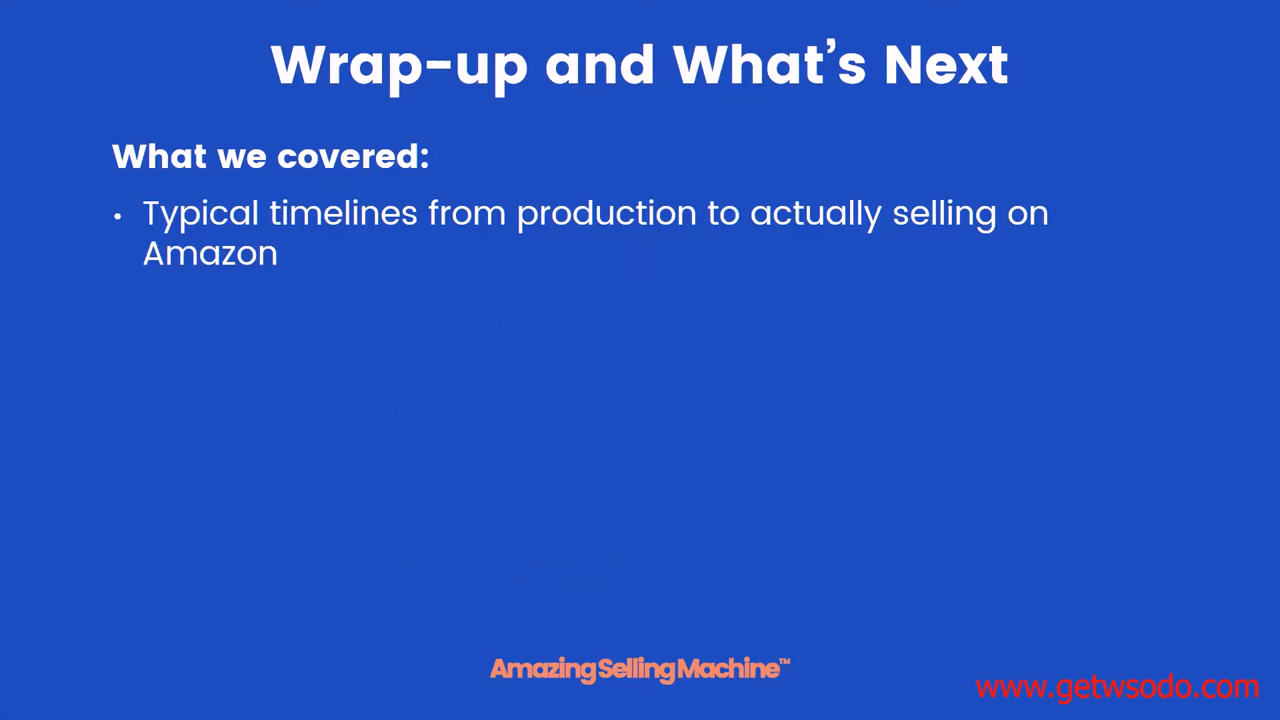 Wrap-up and What’s Next
What we covered:
• Typical timelines from production to actually selling on
Amazon
AmazingSellingMachine™
www.getwsodo.com